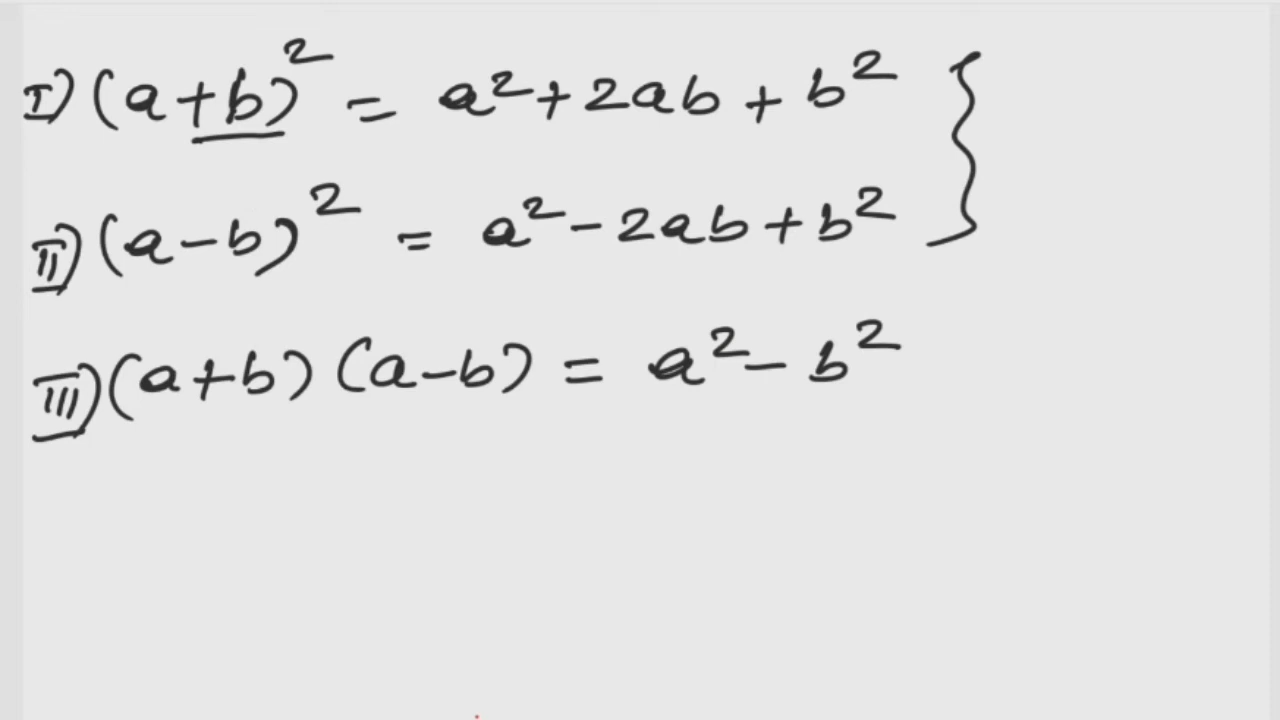 I) (a+b)² = a²+2ab+b²
II) (a-b)² = a²-2ab+b²
III) (a+b) (a-b) = a²-b²